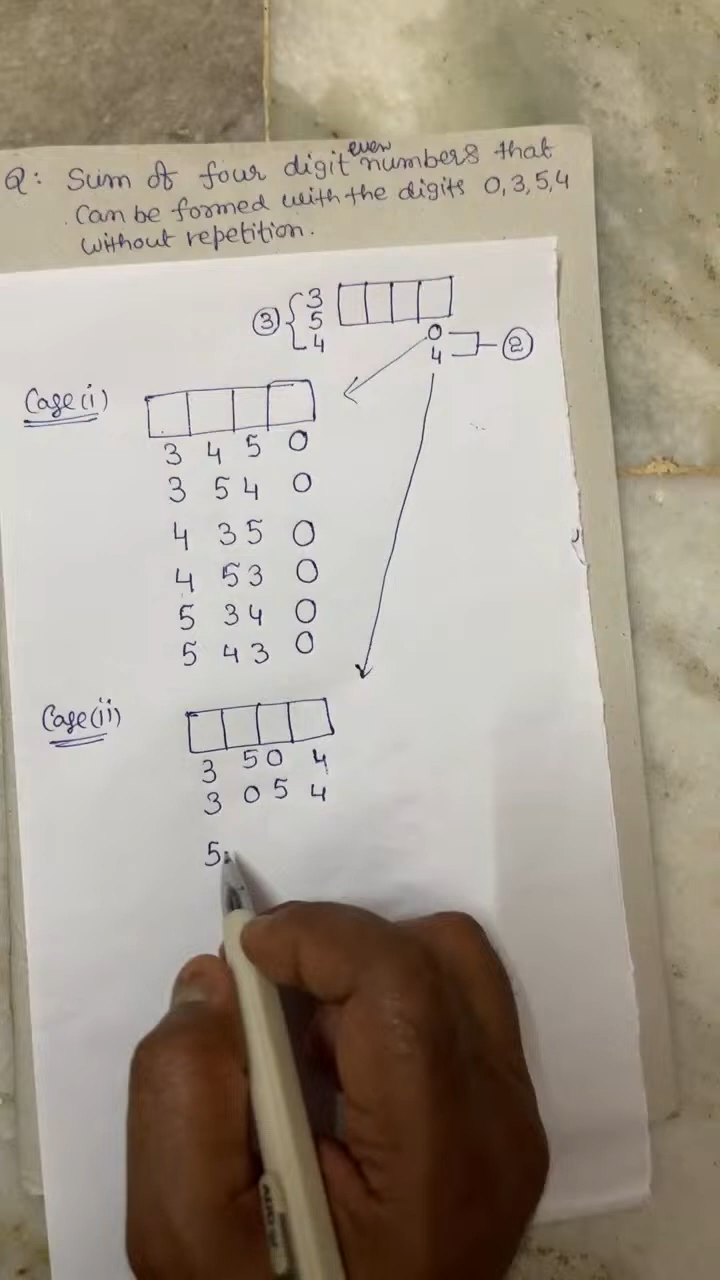 Q: Sum of four digit even numbers that
can be formed with the digits 0,3,5,4
without repetition.
③ { 3
5
4
0
4
②
Case(i)
3 4 5 0
3 5 4 0
4 3 5 0
4 5 3 0
5 3 4 0
5 4 3 0
Case(ii)
3 5 0 4
3 0 5 4
5